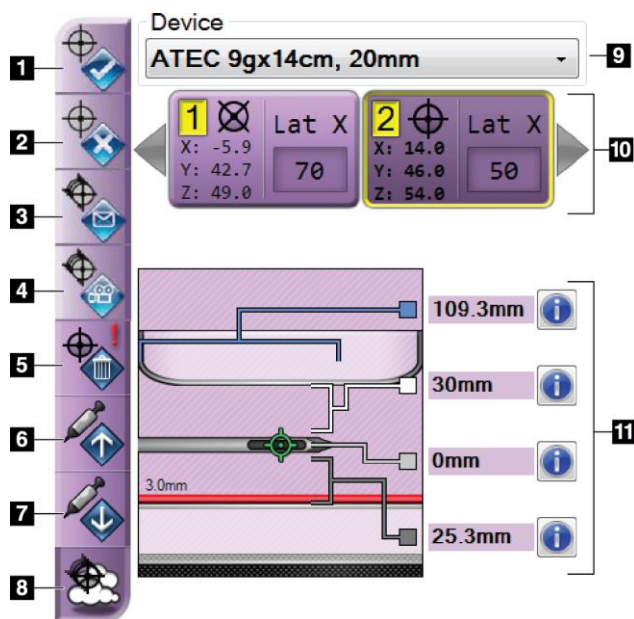 Device
1
ATEC 9gx14cm, 20mm
9
2
1
Lat X
X: -5.9
Y: 42.7
Z: 49.0
70
2
Lat X
X: 14.0
Y: 46.0
Z: 54.0
50
10
3
4
109.3mm
i
5
!
30mm
i
6
0mm
i
11
7
3.0mm
25.3mm
i
8